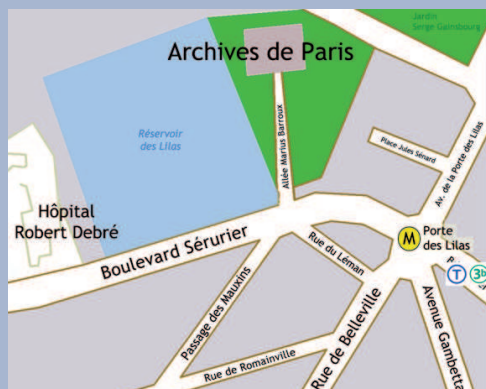 Jardin
Serge Gainsbourg
Archives de Paris
Réservoir
des Lilas
Allée Marius Barroux
Place Jules Sénard
Av. de la Porte des Lilas
Hôpital
Robert Debré
Boulevard Sérurier
M
Porte
des Lilas
T
3b
Rue du Léman
Passage des Mauxins
Rue de Belleville
Avenue Gambetta
Rue de Romainville